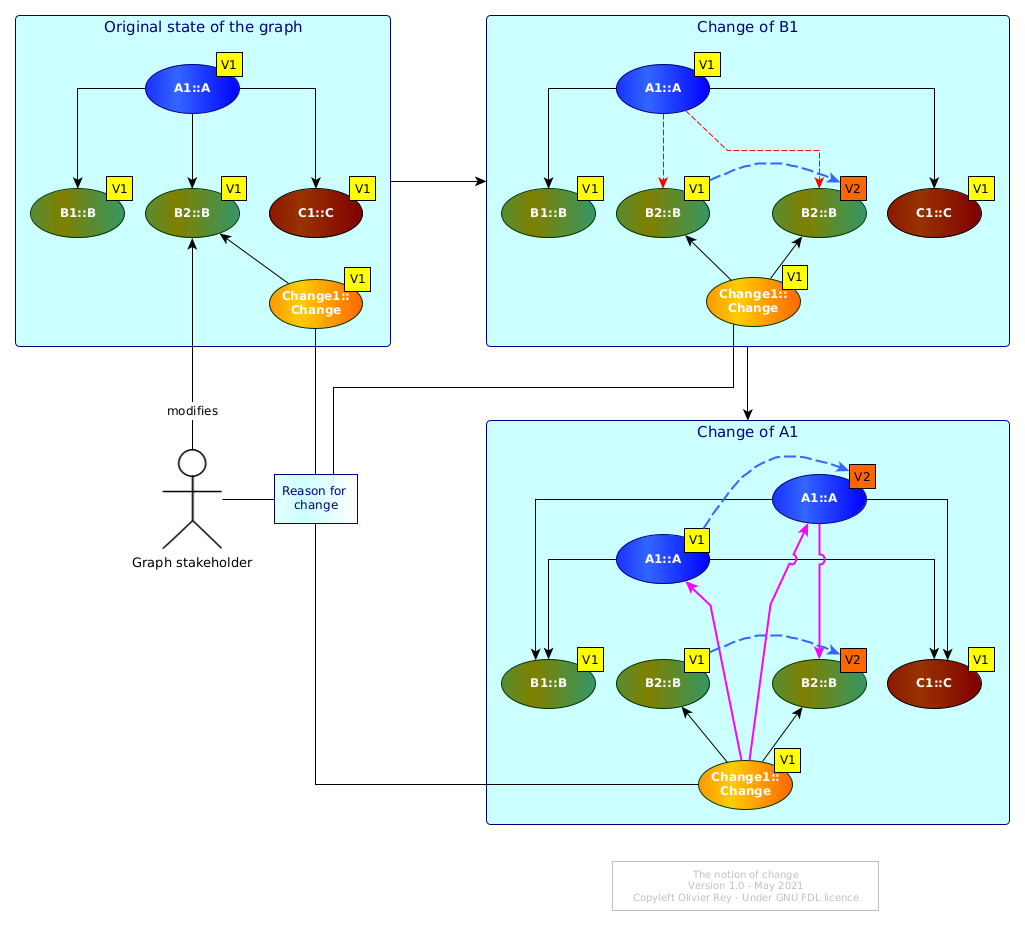 Original state of the graph
V1
A1::A
V1
B1::B
V1
B2::B
V1
C1::C
V1
Change1::
Change
Change of B1
V1
A1::A
V1
B1::B
V1
B2::B
V2
B2::B
V1
C1::C
V1
Change1::
Change
modifies
Graph stakeholder
Reason for
change
Change of A1
V2
A1::A
V1
A1::A
V1
B1::B
V1
B2::B
V2
B2::B
V1
C1::C
V1
Change1::
Change
The notion of change
Version 1.0 - May 2021
Copyleft Olivier Rey - Under GNU FDL licence